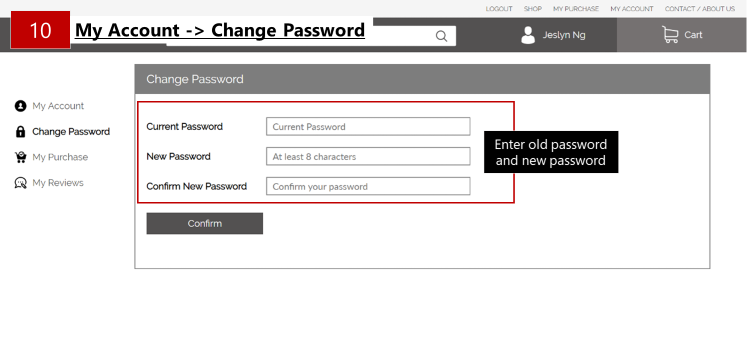 LOGOUT SHOP MY PURCHASE MY ACCOUNT CONTACT / ABOUT US
10 My Account -> Change Password
Jeslyn Ng Cart
Change Password
My Account
Change Password
My Purchase
My Reviews
Current Password Current Password
New Password At least 8 characters
Confirm New Password Confirm your password
Enter old password
and new password
Confirm